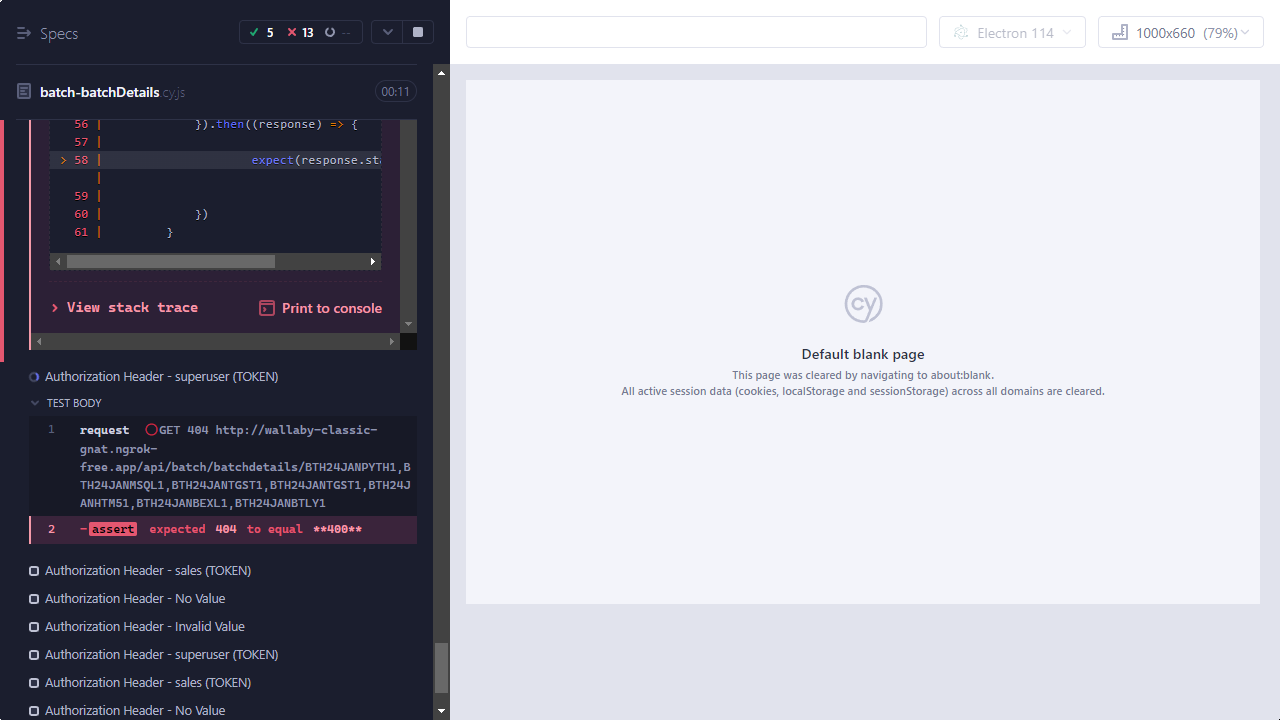 Specs
5 13 --
Electron 114
1000x660 (79%)
batch-batchDetails.cy.js
00:11
56 | }).then((response) => {
57 |
> 58 | expect(response.sta
|
59 |
60 | })
61 | }
View stack trace
Print to console
Authorization Header - superuser (TOKEN)
TEST BODY
1 request GET 404 http://wallaby-classic-
gnat.ngrok-
free.app/api/batch/batchdetails/BTH24JANPYTH1,B
TH24JANMSQL1,BTH24JANTGST1,BTH24JANTGST1,BTH24J
ANHTM51,BTH24JANBEXL1,BTH24JANBTLY1
2 -assert expected 404 to equal **400**
Authorization Header - sales (TOKEN)
Authorization Header - No Value
Authorization Header - Invalid Value
Authorization Header - superuser (TOKEN)
Authorization Header - sales (TOKEN)
Authorization Header - No Value
cy
Default blank page
This page was cleared by navigating to about:blank.
All active session data (cookies, localStorage and sessionStorage) across all domains are cleared.